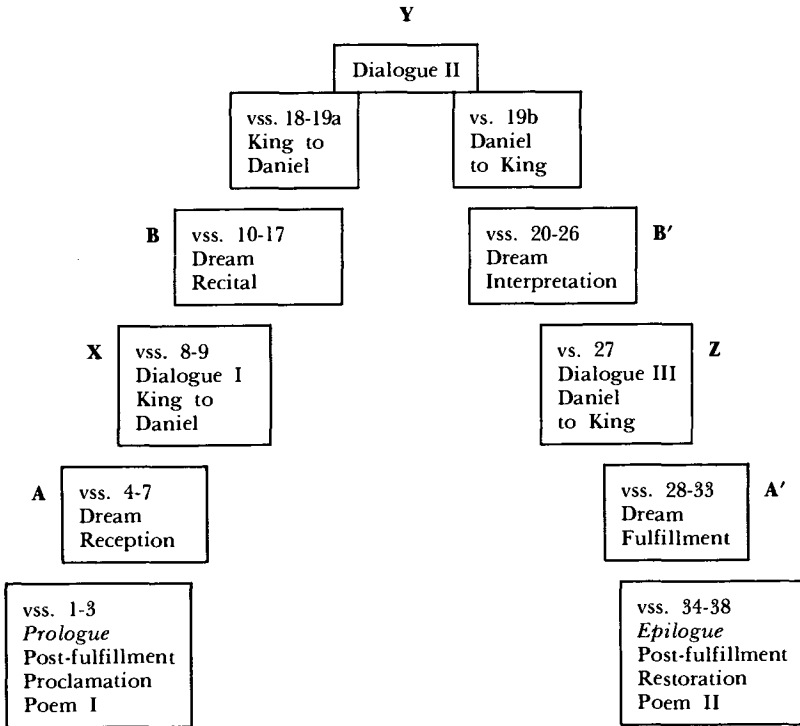 Y
Dialogue II
vss. 18-19a
King to
Daniel
vs. 19b
Daniel
to King
B
vss. 10-17
Dream
Recital
vss. 20-26
Dream
Interpretation
B′
X
vss. 8-9
Dialogue I
King to
Daniel
vs. 27
Dialogue III
Daniel
to King
Z
A
vss. 4-7
Dream
Reception
vss. 28-33
Dream
Fulfillment
A′
vss. 1-3
Prologue
Post-fulfillment
Proclamation
Poem I
vss. 34-38
Epilogue
Post-fulfillment
Restoration
Poem II